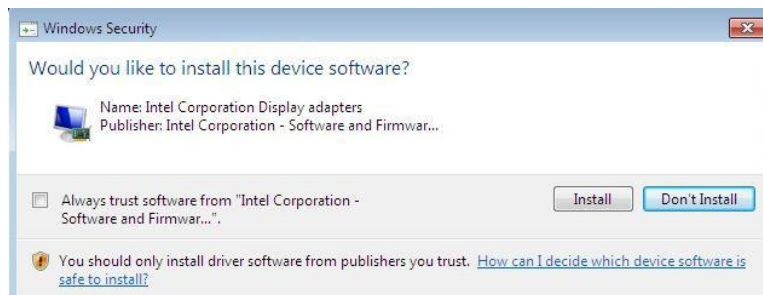 Windows Security
Would you like to install this device software?
Name: Intel Corporation Display adapters
Publisher: Intel Corporation - Software and Firmwar...
Always trust software from "Intel Corporation -
Software and Firmwar...".
Install
Don't Install
You should only install driver software from publishers you trust. How can I decide which device software is
safe to install?